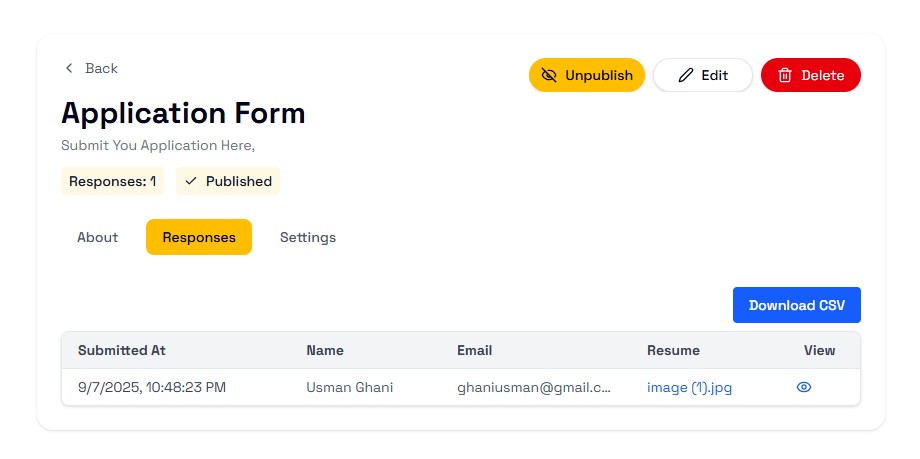 Back
Unpublish
Edit
Delete
Application Form
Submit You Application Here,
Responses: 1
Published
About
Responses
Settings
Download CSV
Submitted At Name Email Resume View
9/7/2025, 10:48:23 PM Usman Ghani ghaniusman@gmail.c... image (1).jpg